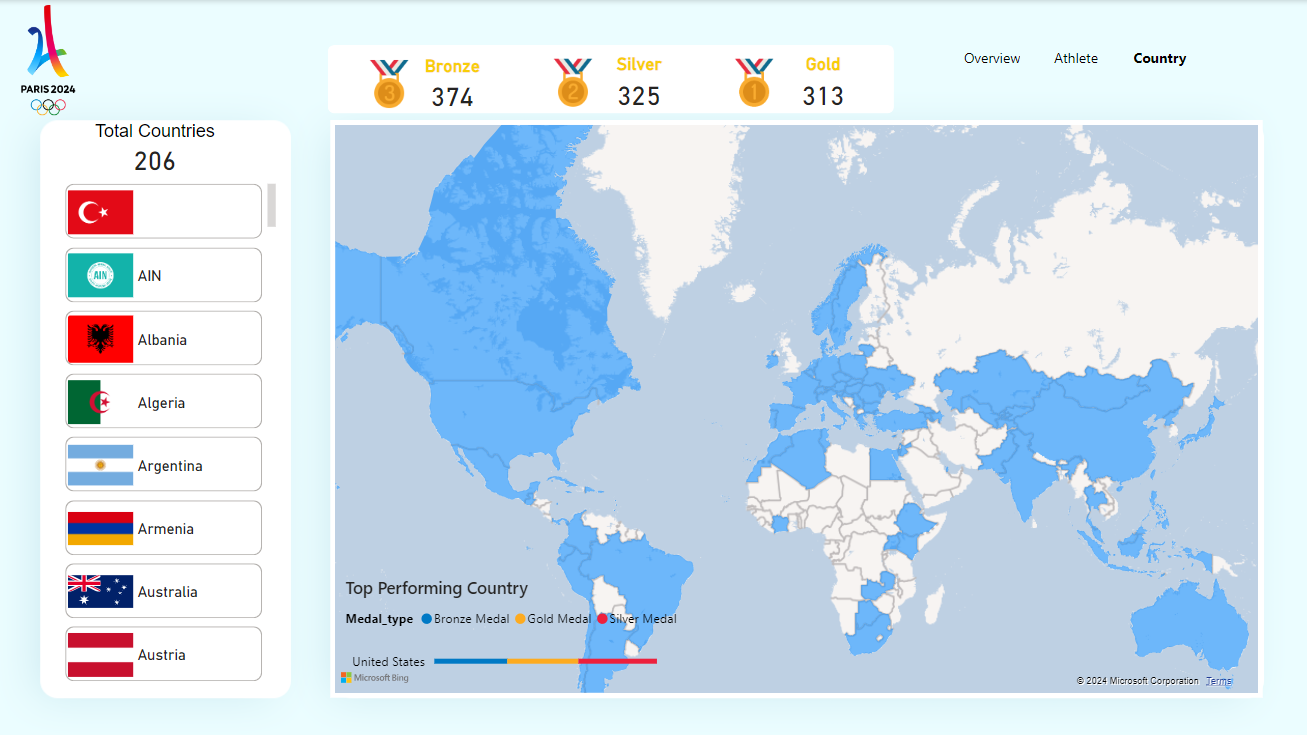 PARIS 2024
3
Bronze
374
2
Silver
325
1
Gold
313
Overview
Athlete
Country
Total Countries
206
AIN
AIN
Albania
Algeria
Argentina
Armenia
Australia
Austria
Top Performing Country
Medal_type
Bronze Medal
Gold Medal
Silver Medal
United States
Microsoft Bing
© 2024 Microsoft Corporation
Terms